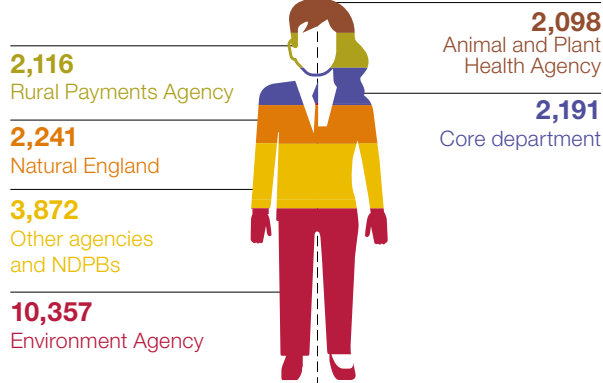 2,116
Rural Payments Agency
2,241
Natural England
3,872
Other agencies
and NDPBs
10,357
Environment Agency
2,098
Animal and Plant
Health Agency
2,191
Core department